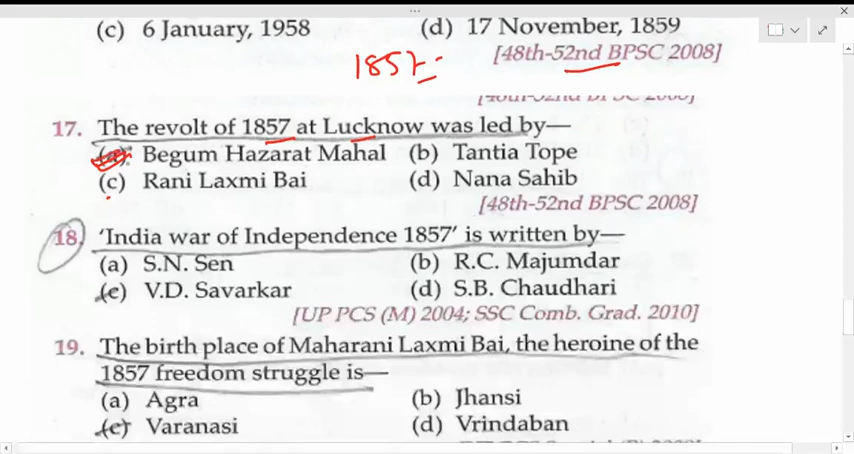 (c) 6 January, 1958 (d) 17 November, 1859
1857:
[48th-52nd BPSC 2008]
17. The revolt of 1857 at Lucknow was led by—
(a) Begum Hazarat Mahal (b) Tantia Tope
(c) Rani Laxmi Bai (d) Nana Sahib
[48th-52nd BPSC 2008]
18. 'India war of Independence 1857' is written by—
(a) S.N. Sen (b) R.C. Majumdar
(c) V.D. Savarkar (d) S.B. Chaudhari
[UP PCS (M) 2004; SSC Comb. Grad. 2010]
19. The birth place of Maharani Laxmi Bai, the heroine of the
1857 freedom struggle is—
(a) Agra (b) Jhansi
(c) Varanasi (d) Vrindaban